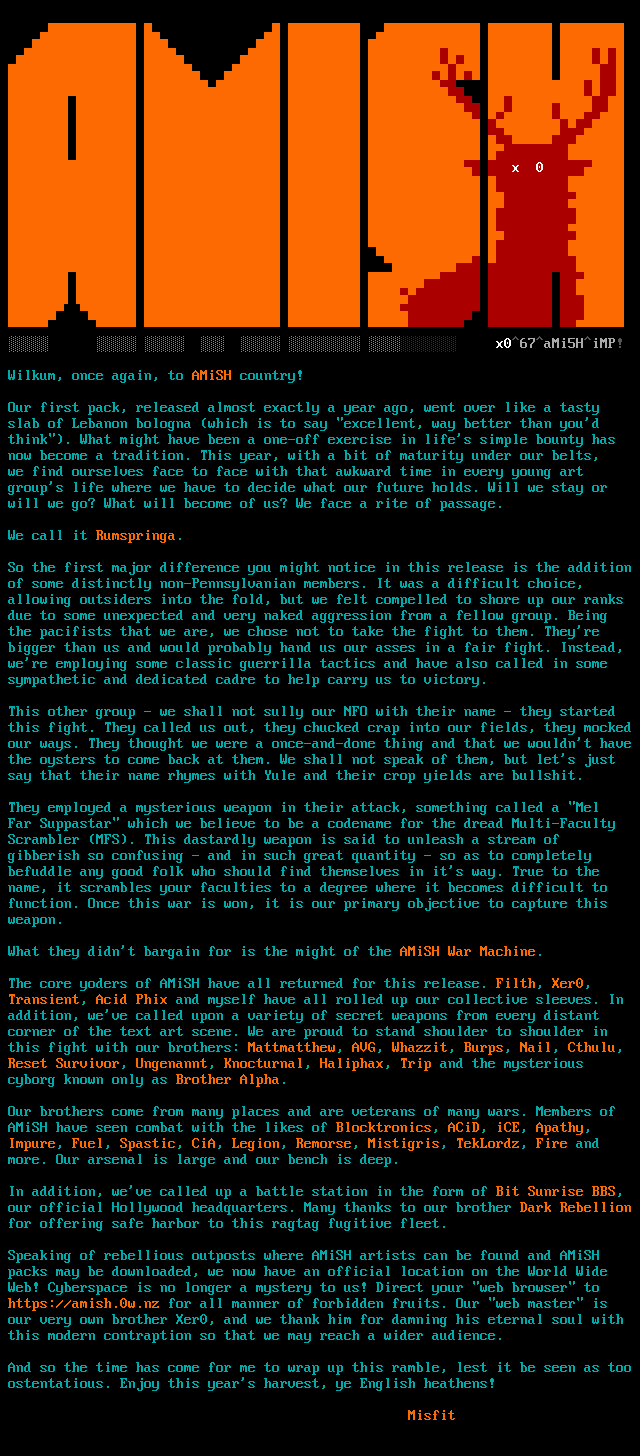 AMiSH
x 0
x0^67^aMi5H^iMP!
Wilkum, once again, to AMiSH country!
Our first pack, released almost exactly a year ago, went over like a tasty
slab of Lebanon bologna (which is to say "excellent, way better than you'd
think"). What might have been a one-off exercise in life's simple bounty has
now become a tradition. This year, with a bit of maturity under our belts,
we find ourselves face to face with that awkward time in every young art
group's life where we have to decide what our future holds. Will we stay or
will we go? What will become of us? We face a rite of passage.
We call it Rumspringa.
So the first major difference you might notice in this release is the addition
of some distinctly non-Pennsylvanian members. It was a difficult choice,
allowing outsiders into the fold, but we felt compelled to shore up our ranks
due to some unexpected and very naked aggression from a fellow group. Being
the pacifists that we are, we chose not to take the fight to them. They're
bigger than us and would probably hand us our asses in a fair fight. Instead,
we're employing some classic guerrilla tactics and have also called in some
sympathetic and dedicated cadre to help carry us to victory.
This other group - we shall not sully our NFO with their name - they started
this fight. They called us out, they chucked crap into our fields, they mocked
our ways. They thought we were a once-and-done thing and that we wouldn't have
the oysters to come back at them. We shall not speak of them, but let's just
say that their name rhymes with Yule and their crop yields are bullshit.
They employed a mysterious weapon in their attack, something called a "Mel
Far Suppastar" which we believe to be a codename for the dread Multi-Faculty
Scrambler (MFS). This dastardly weapon is said to unleash a stream of
gibberish so confusing - and in such great quantity - so as to completely
befuddle any good folk who should find themselves in it's way. True to the
name, it scrambles your faculties to a degree where it becomes difficult to
function. Once this war is won, it is our primary objective to capture this
weapon.
What they didn't bargain for is the might of the AMiSH War Machine.
The core yoders of AMiSH have all returned for this release. Filth, Xer0,
Transient, Acid Phix and myself have all rolled up our collective sleeves. In
addition, we've called upon a variety of secret weapons from every distant
corner of the text art scene. We are proud to stand shoulder to shoulder in
this fight with our brothers: Mattmatthew, AVG, Whazzit, Burps, Nail, Cthulu,
Reset Survivor, Ungenannt, Knocturnal, Haliphax, Trip and the mysterious
cyborg known only as Brother Alpha.
Our brothers come from many places and are veterans of many wars. Members of
AMiSH have seen combat with the likes of Blocktronics, ACiD, iCE, Apathy,
Impure, Fuel, Spastic, CiA, Legion, Remorse, Mistigris, TekLordz, Fire and
more. Our arsenal is large and our bench is deep.
In addition, we've called up a battle station in the form of Bit Sunrise BBS,
our official Hollywood headquarters. Many thanks to our brother Dark Rebellion
for offering safe harbor to this ragtag fugitive fleet.
Speaking of rebellious outposts where AMiSH artists can be found and AMiSH
packs may be downloaded, we now have an official location on the World Wide
Web! Cyberspace is no longer a mystery to us! Direct your "web browser" to
https://amish.0w.nz for all manner of forbidden fruits. Our "web master" is
our very own brother Xer0, and we thank him for damning his eternal soul with
this modern contraption so that we may reach a wider audience.
And so the time has come for me to wrap up this ramble, lest it be seen as too
ostentatious. Enjoy this year's harvest, ye English heathens!
Misfit